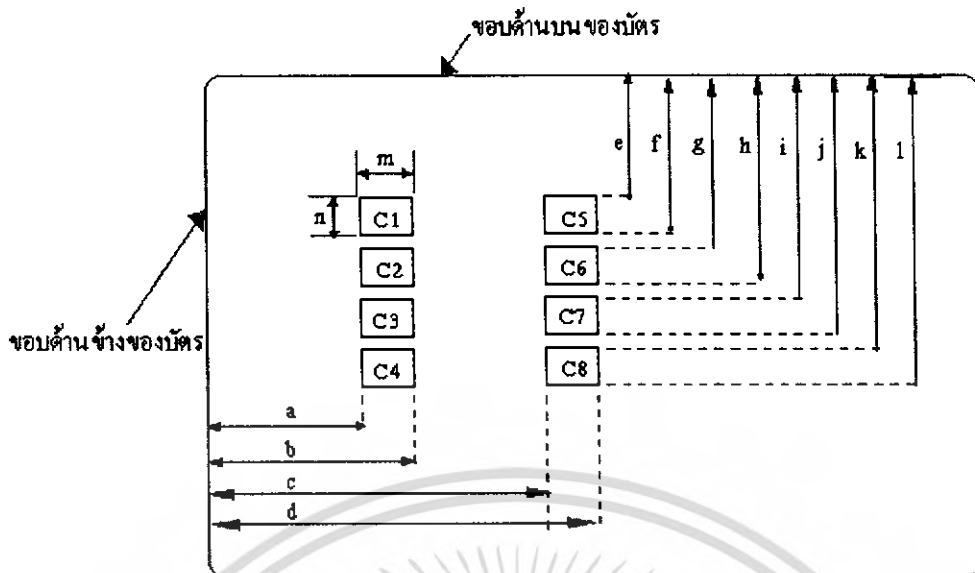 ขอบด้านบนของบัตร
e f g h i j k l
m
n
C1 C5
C2 C6
C3 C7
C4 C8
ขอบด้านข้างของบัตร
a
b
c
d